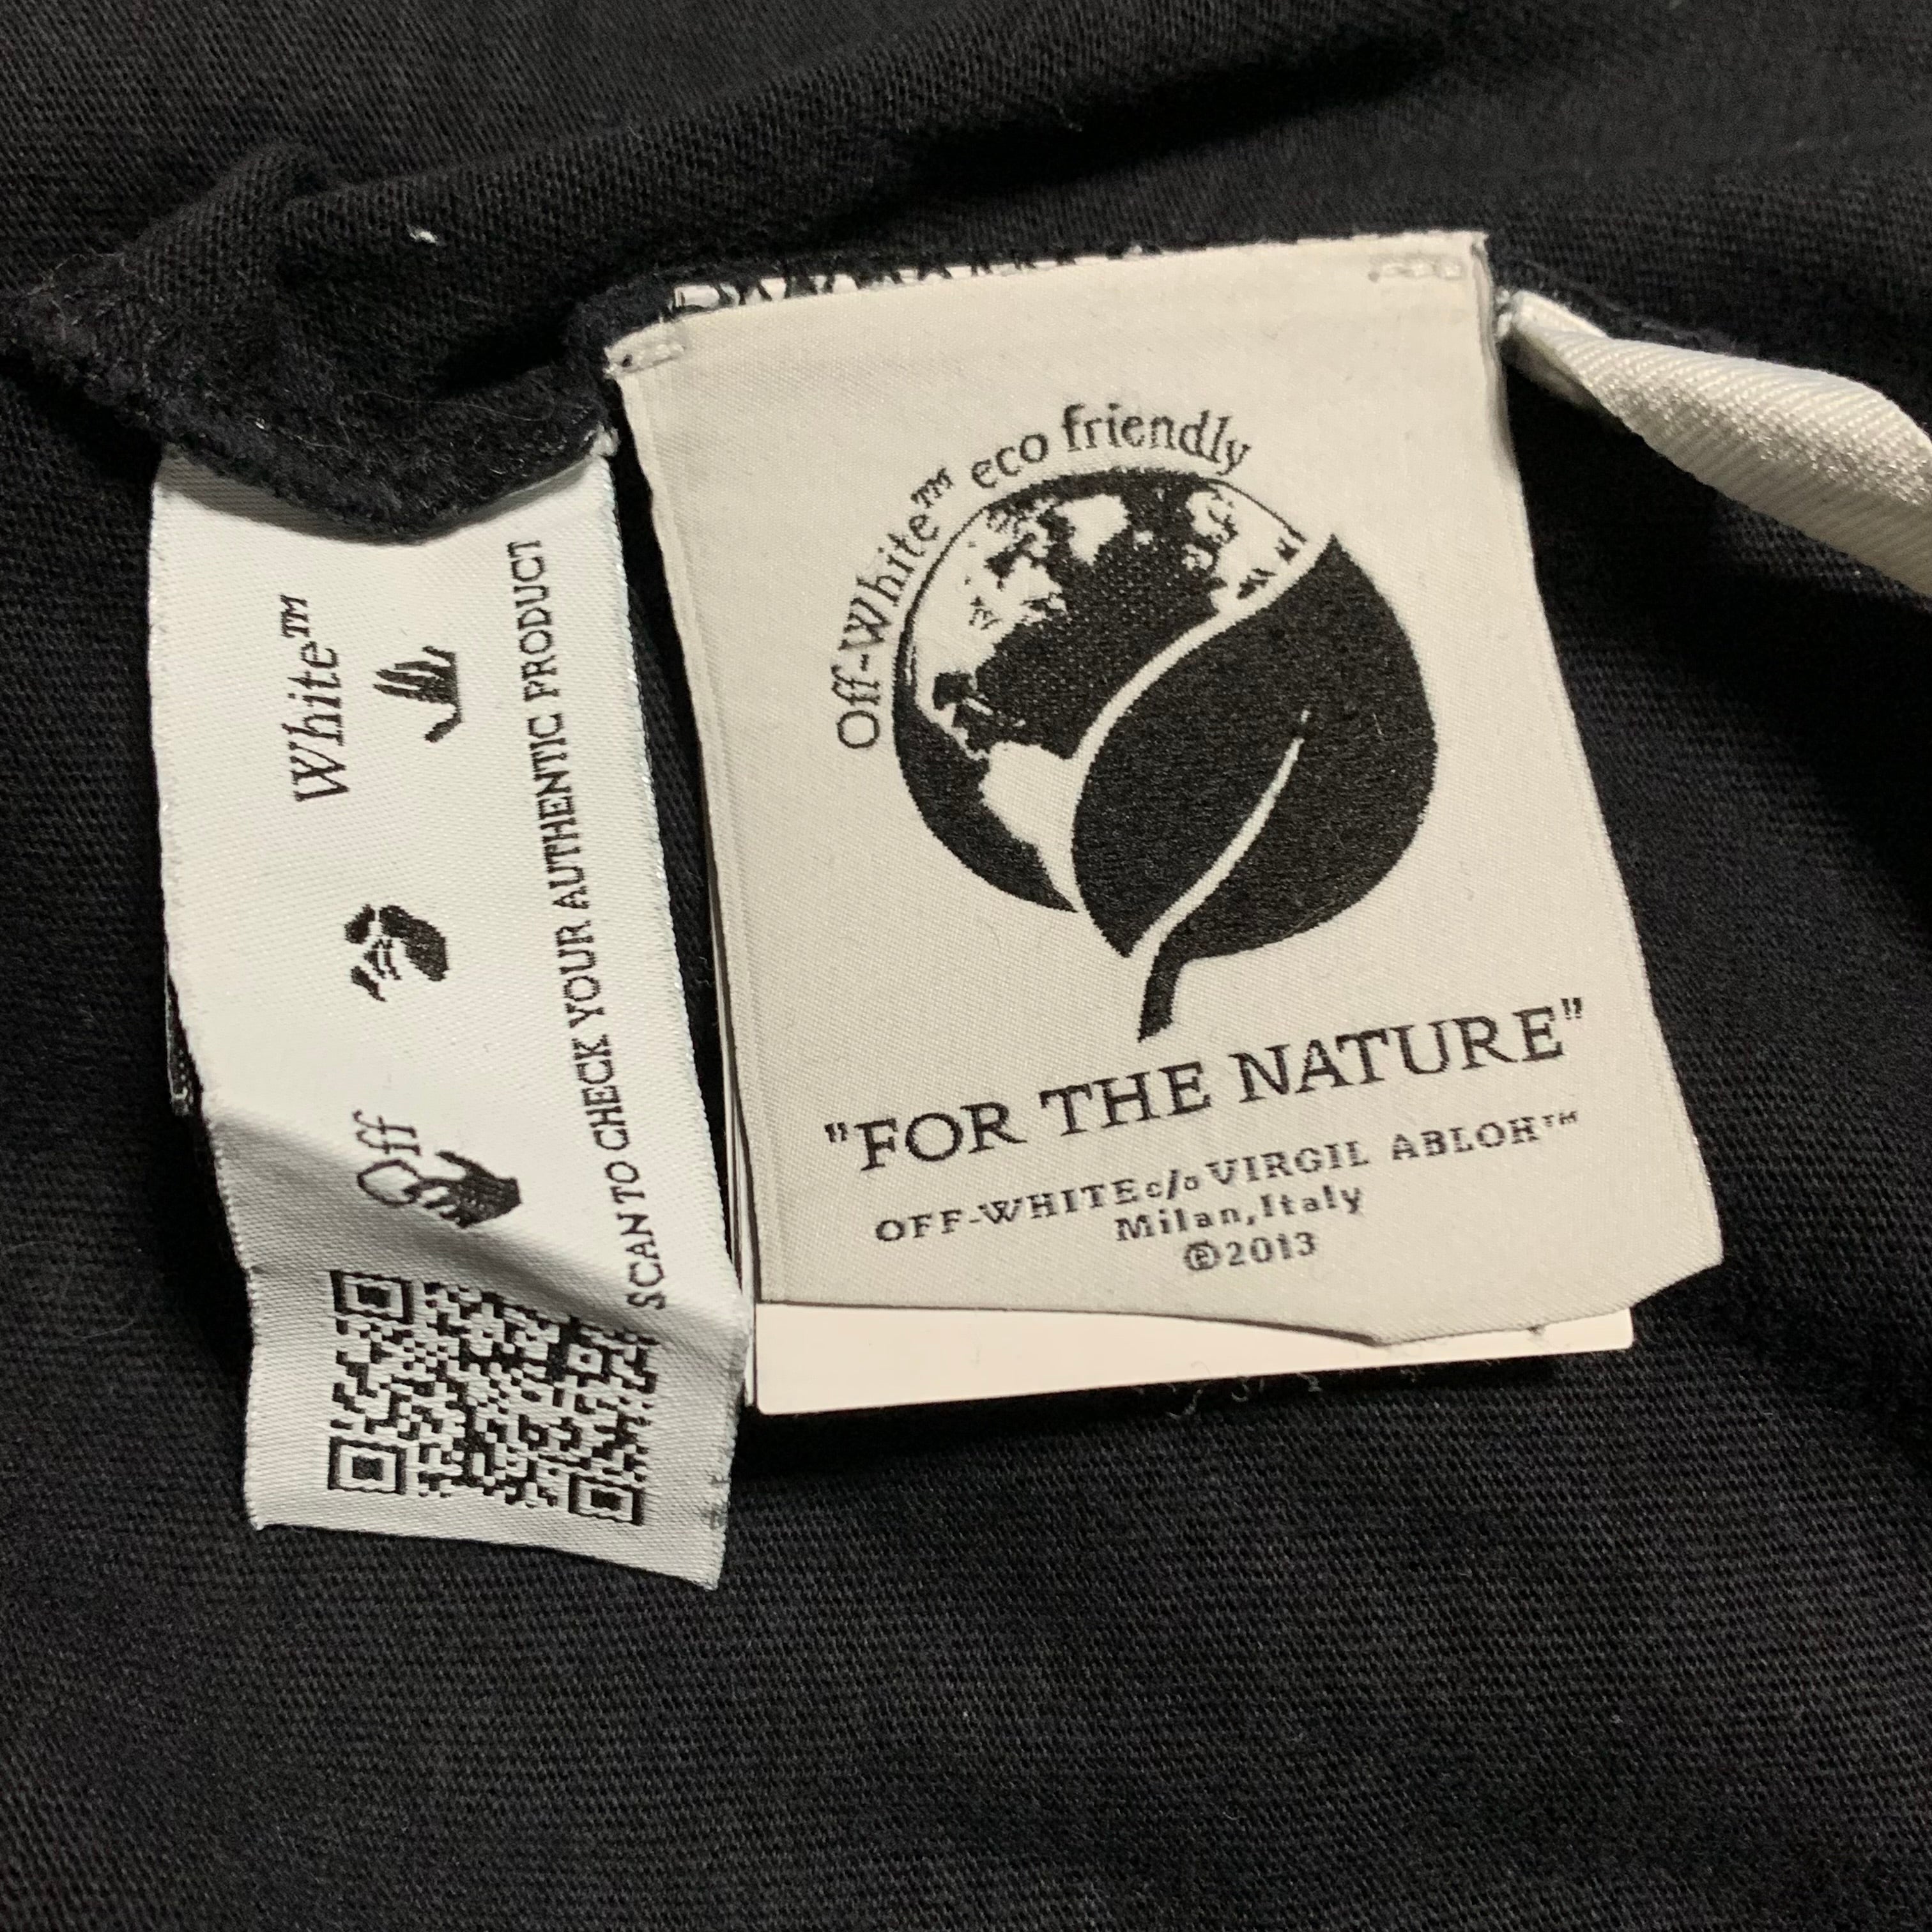 Off
White™
SCAN TO CHECK YOUR AUTHENTIC PRODUCT
Off-White™ eco friendly
"FOR THE NATURE"
OFF-WHITE c/o VIRGIL ABLOH™
Milan,Italy
©2013